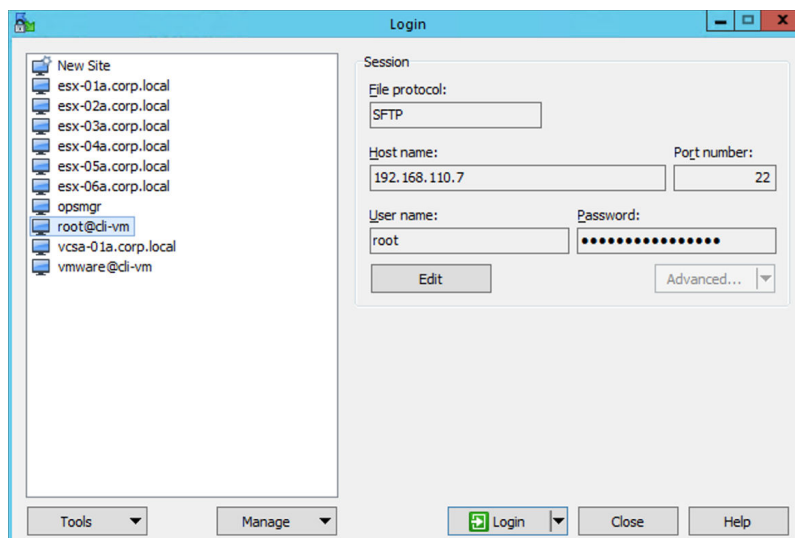 Login
New Site
esx-01a.corp.local
esx-02a.corp.local
esx-03a.corp.local
esx-04a.corp.local
esx-05a.corp.local
esx-06a.corp.local
opsmgr
root@cli-vm
vcsa-01a.corp.local
vmware@cli-vm
Session
File protocol:
SFTP
Host name:
Port number:
192.168.110.7
22
User name:
Password:
root
••••••••••••••••
Edit
Advanced...
Tools
Manage
Login
Close
Help